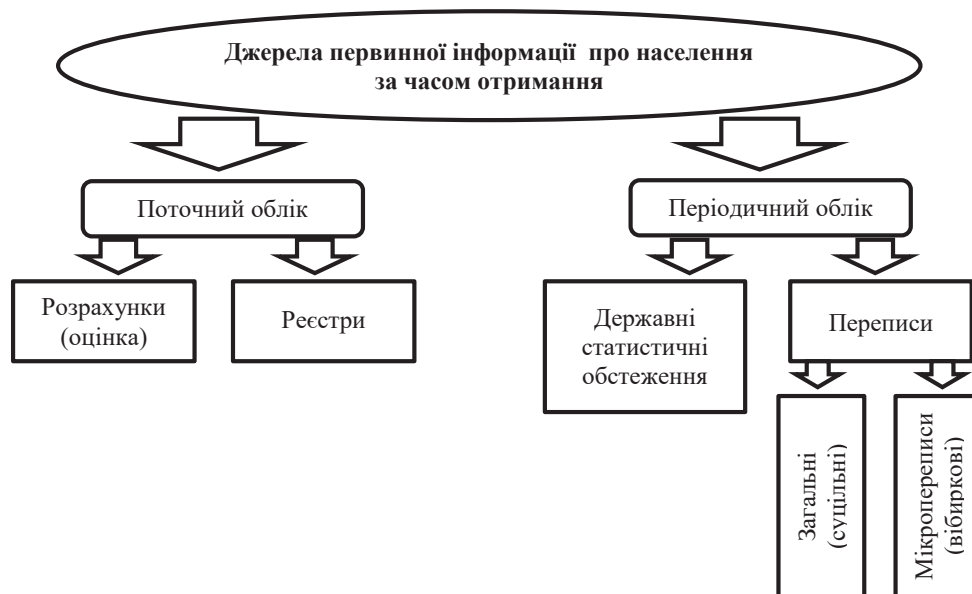 Джерела первинної інформації про населення
за часом отримання
Поточний облік
Періодичний облік
Розрахунки
(оцінка)
Реєстри
Державні
статистичні
обстеження
Переписи
Загальні
(суцільні)
Мікропереписи
(вібиркові)